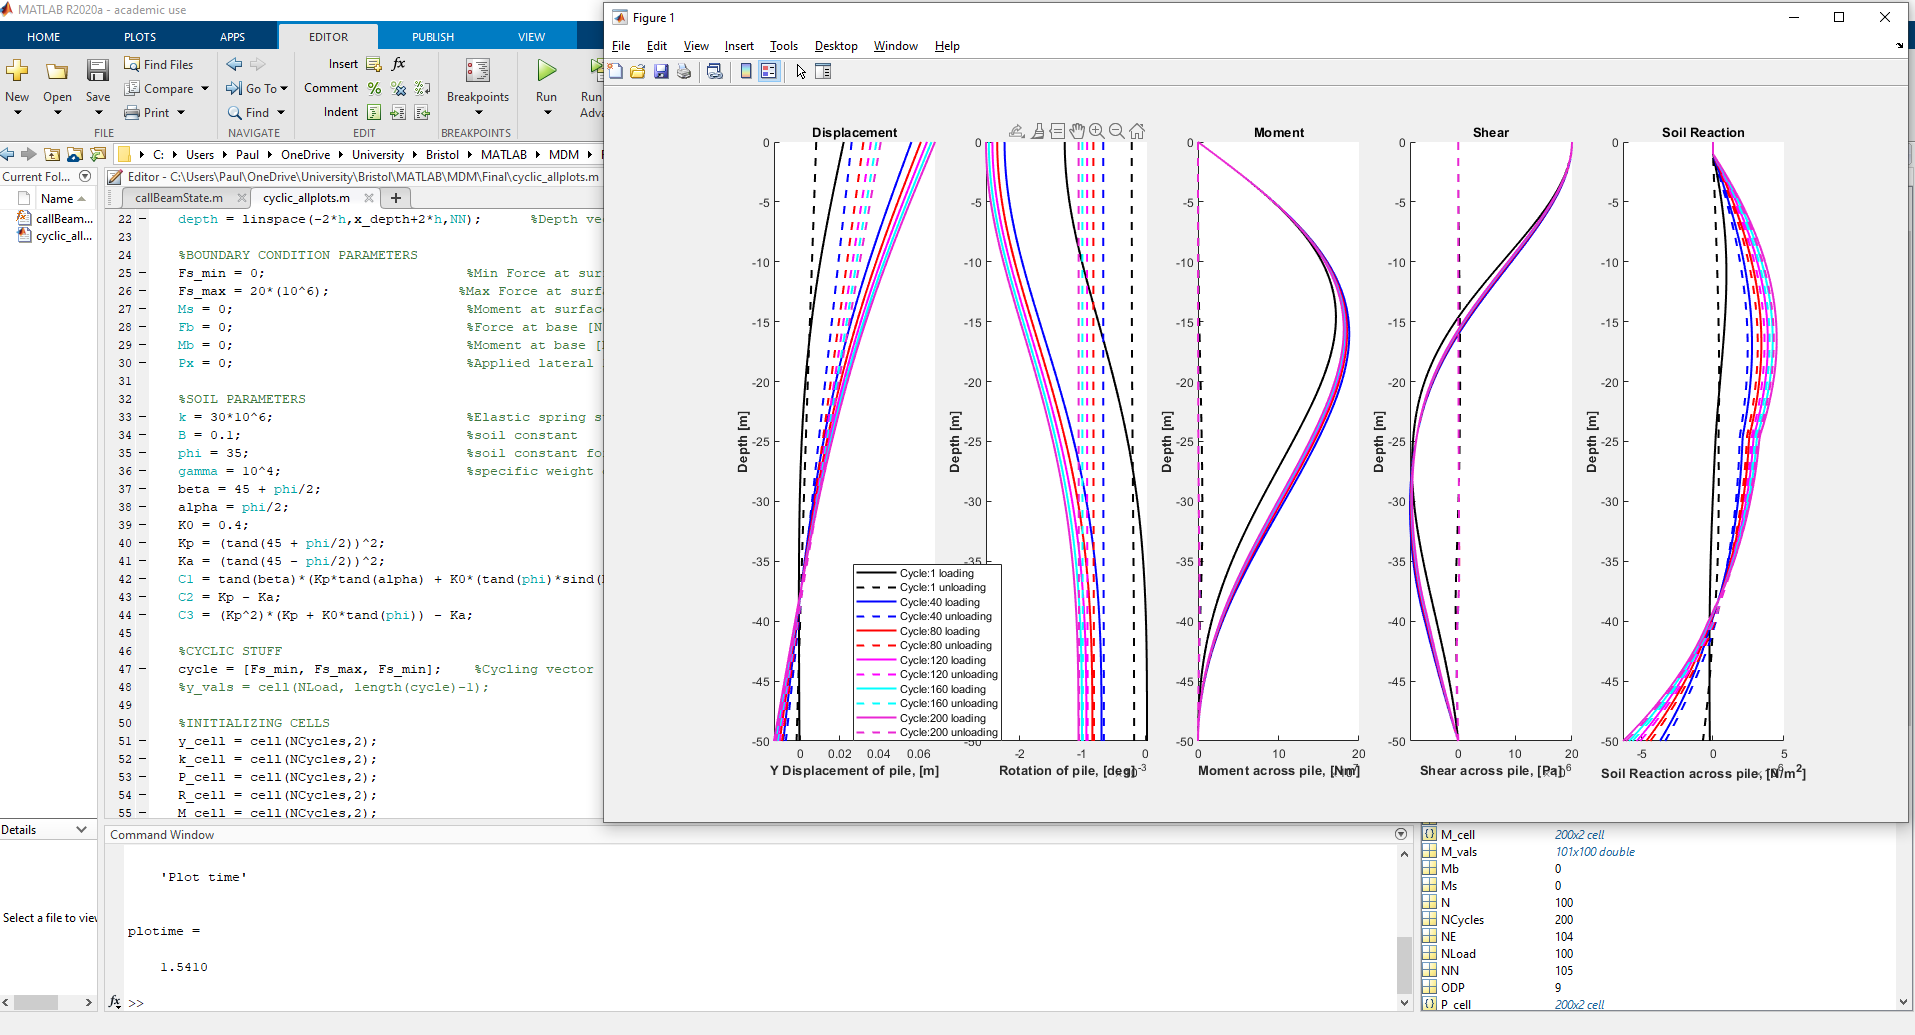 MATLAB R2020a - academic use
HOME PLOTS APPS EDITOR PUBLISH VIEW
New Open Save Find Files Compare Print
Insert fx
Comment %
Indent
Go To Find
Breakpoints Run
FILE NAVIGATE EDIT BREAKPOINTS
C: Users Paul OneDrive University Bristol MATLAB MDM
Current Fol...
Name
callBeam...
cyclic_all...
Editor - C:\Users\Paul\OneDrive\University\Bristol\MATLAB\MDM\Final\cyclic_allplots.m
callBeamState.m cyclic_allplots.m
22 depth = linspace(-2*h,x_depth+2*h,NN); %Depth
23
24 %BOUNDARY CONDITION PARAMETERS
25 Fs_min = 0; %Min Force at
26 Fs_max = 20*(10^6); %Max Force at
27 Ms = 0; %Moment at
28 Fb = 0; %Force at base
29 Mb = 0; %Moment at base
30 Px = 0; %Applied lateral
31
32 %SOIL PARAMETERS
33 k = 30*10^6; %Elastic spring
34 B = 0.1; %soil constant
35 phi = 35; %soil constant
36 gamma = 10^4; %specific weight
37 beta = 45 + phi/2;
38 alpha = phi/2;
39 K0 = 0.4;
40 Kp = (tand(45 + phi/2))^2;
41 Ka = (tand(45 - phi/2))^2;
42 C1 = tand(beta)*(Kp*tand(alpha) + K0*(tand(phi)*sind(
43 C2 = Kp - Ka;
44 C3 = (Kp^2)*(Kp + K0*tand(phi)) - Ka;
45
46 %CYCLIC STUFF
47 cycle = [Fs_min, Fs_max, Fs_min]; %Cycling vector
48 %y_vals = cell(NLoad, length(cycle)-1);
49
50 %INITIALIZING CELLS
51 y_cell = cell(NCycles,2);
52 k_cell = cell(NCycles,2);
53 P_cell = cell(NCycles,2);
54 R_cell = cell(NCycles,2);
55 M_cell = cell(NCycles,2);
Details
Select a file to view
Command Window
'Plot time'
plotime =
1.5410
fx >>
Figure 1
File Edit View Insert Tools Desktop Window Help
Displacement
0
-5
-10
-15
-20
-25
-30
-35
-40
-45
-50
Depth [m]
0 0.02 0.04 0.06
Y Displacement of pile, [m]
0
-5
-10
-15
-20
-25
-30
Depth [m]
-2 -1 0
Rotation of pile, [deg]
Cycle:1 loading
Cycle:1 unloading
Cycle:40 loading
Cycle:40 unloading
Cycle:80 loading
Cycle:80 unloading
Cycle:120 loading
Cycle:120 unloading
Cycle:160 loading
Cycle:160 unloading
Cycle:200 loading
Cycle:200 unloading
Moment
0
-5
-10
-15
-20
-25
-30
-35
-40
-45
-50
Depth [m]
0 10 20
Moment across pile, [Nm]
Shear
0
-5
-10
-15
-20
-25
-30
-35
-40
-45
-50
Depth [m]
0 10 20
Shear across pile, [Pa]
Soil Reaction
0
-5
-10
-15
-20
-25
-30
-35
-40
-45
-50
Depth [m]
-5 0 5
Soil Reaction across pile, [N/m²]
M_cell 200x2 cell
M_vals 101x100 double
Mb 0
Ms 0
N 100
NCycles 200
NE 104
NLoad 100
NN 105
ODP 9
P_cell 200x2 cell